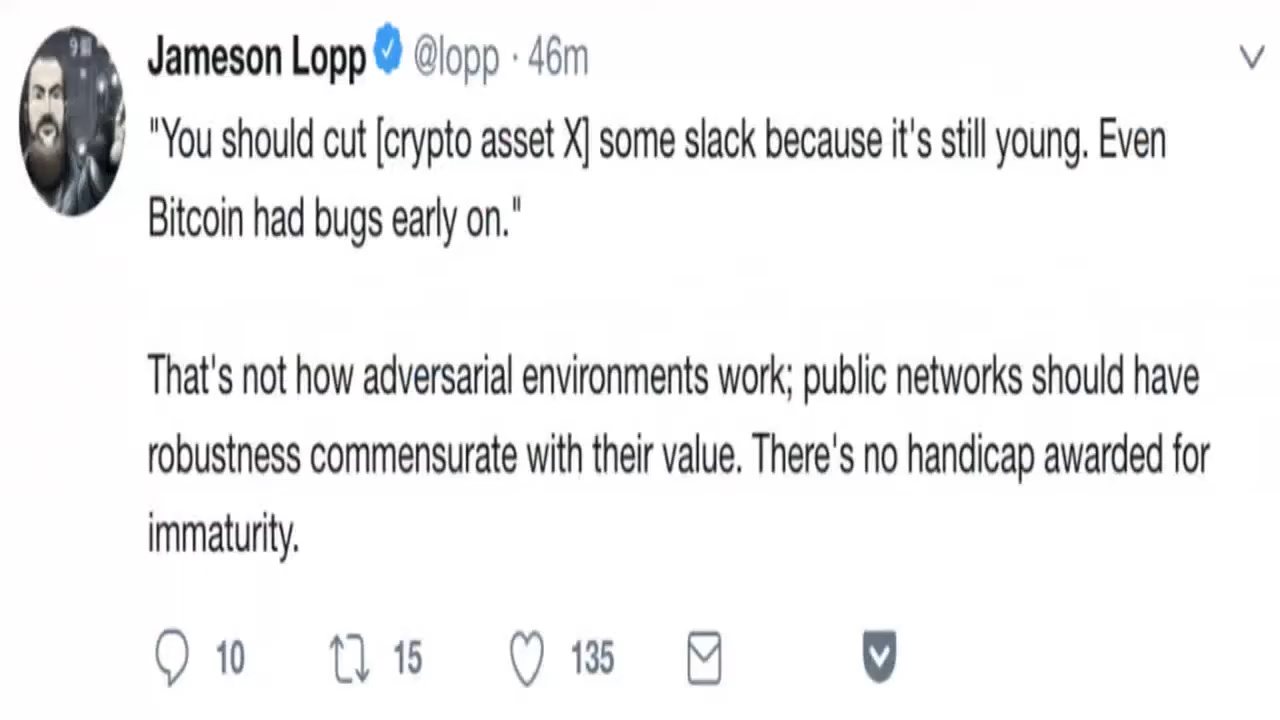 Jameson Lopp @lopp · 46m
"You should cut [crypto asset X] some slack because it's still young. Even
Bitcoin had bugs early on."
That's not how adversarial environments work; public networks should have
robustness commensurate with their value. There's no handicap awarded for
immaturity.
10 15 135